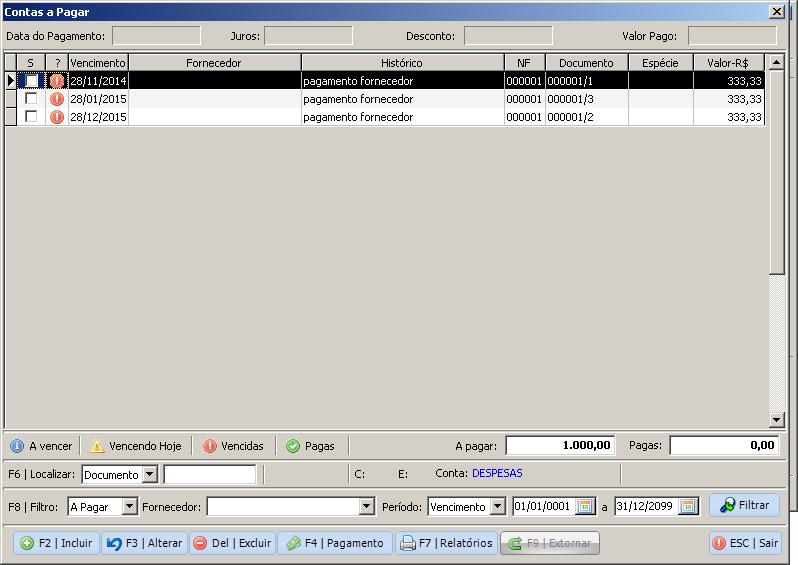 Contas a Pagar
Data do Pagamento: Juros: Desconto: Valor Pago:
S ? Vencimento Fornecedor Histórico NF Documento Espécie Valor-R$
28/11/2014 pagamento fornecedor 000001 000001/1 333,33
28/01/2015 pagamento fornecedor 000001 000001/3 333,33
28/12/2015 pagamento fornecedor 000001 000001/2 333,33
A vencer Vencendo Hoje Vencidas Pagas A pagar: 1.000,00 Pagas: 0,00
F6 | Localizar: Documento C: E: Conta: DESPESAS
F8 | Filtro: A Pagar Fornecedor: Período: Vencimento 01/01/0001 a 31/12/2099 Filtrar
F2 | Incluir F3 | Alterar Del | Excluir F4 | Pagamento F7 | Relatórios F9 | Extornar ESC | Sair